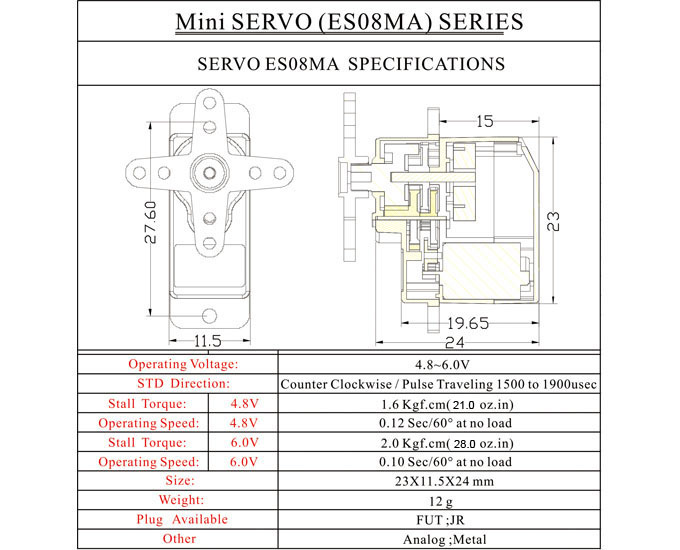 Mini SERVO (ES08MA) SERIES
SERVO ES08MA SPECIFICATIONS
15
27.60
23
19.65
11.5
24
Operating Voltage: 4.8~6.0V
STD Direction: Counter Clockwise / Pulse Traveling 1500 to 1900usec
Stall Torque: 4.8V 1.6 Kgf.cm( 21.0 oz.in)
Operating Speed: 4.8V 0.12 Sec/60° at no load
Stall Torque: 6.0V 2.0 Kgf.cm( 28.0 oz.in)
Operating Speed: 6.0V 0.10 Sec/60° at no load
Size: 23X11.5X24 mm
Weight: 12 g
Plug Available FUT ;JR
Other Analog ;Metal